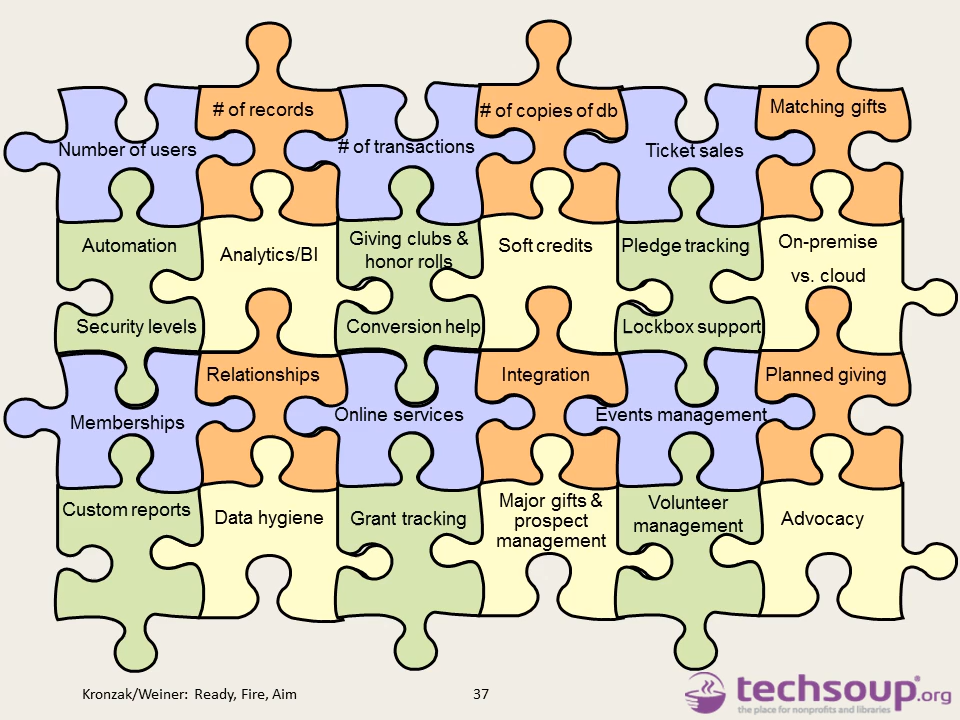 # of records
# of copies of db
Matching gifts
Number of users
# of transactions
Ticket sales
Automation
Analytics/BI
Giving clubs &
honor rolls
Soft credits
Pledge tracking
On-premise
vs. cloud
Security levels
Conversion help
Lockbox support
Relationships
Integration
Planned giving
Memberships
Online services
Events management
Custom reports
Data hygiene
Grant tracking
Major gifts &
prospect
management
Volunteer
management
Advocacy
Kronzak/Weiner: Ready, Fire, Aim
37
techsoup.org
the place for nonprofits and libraries